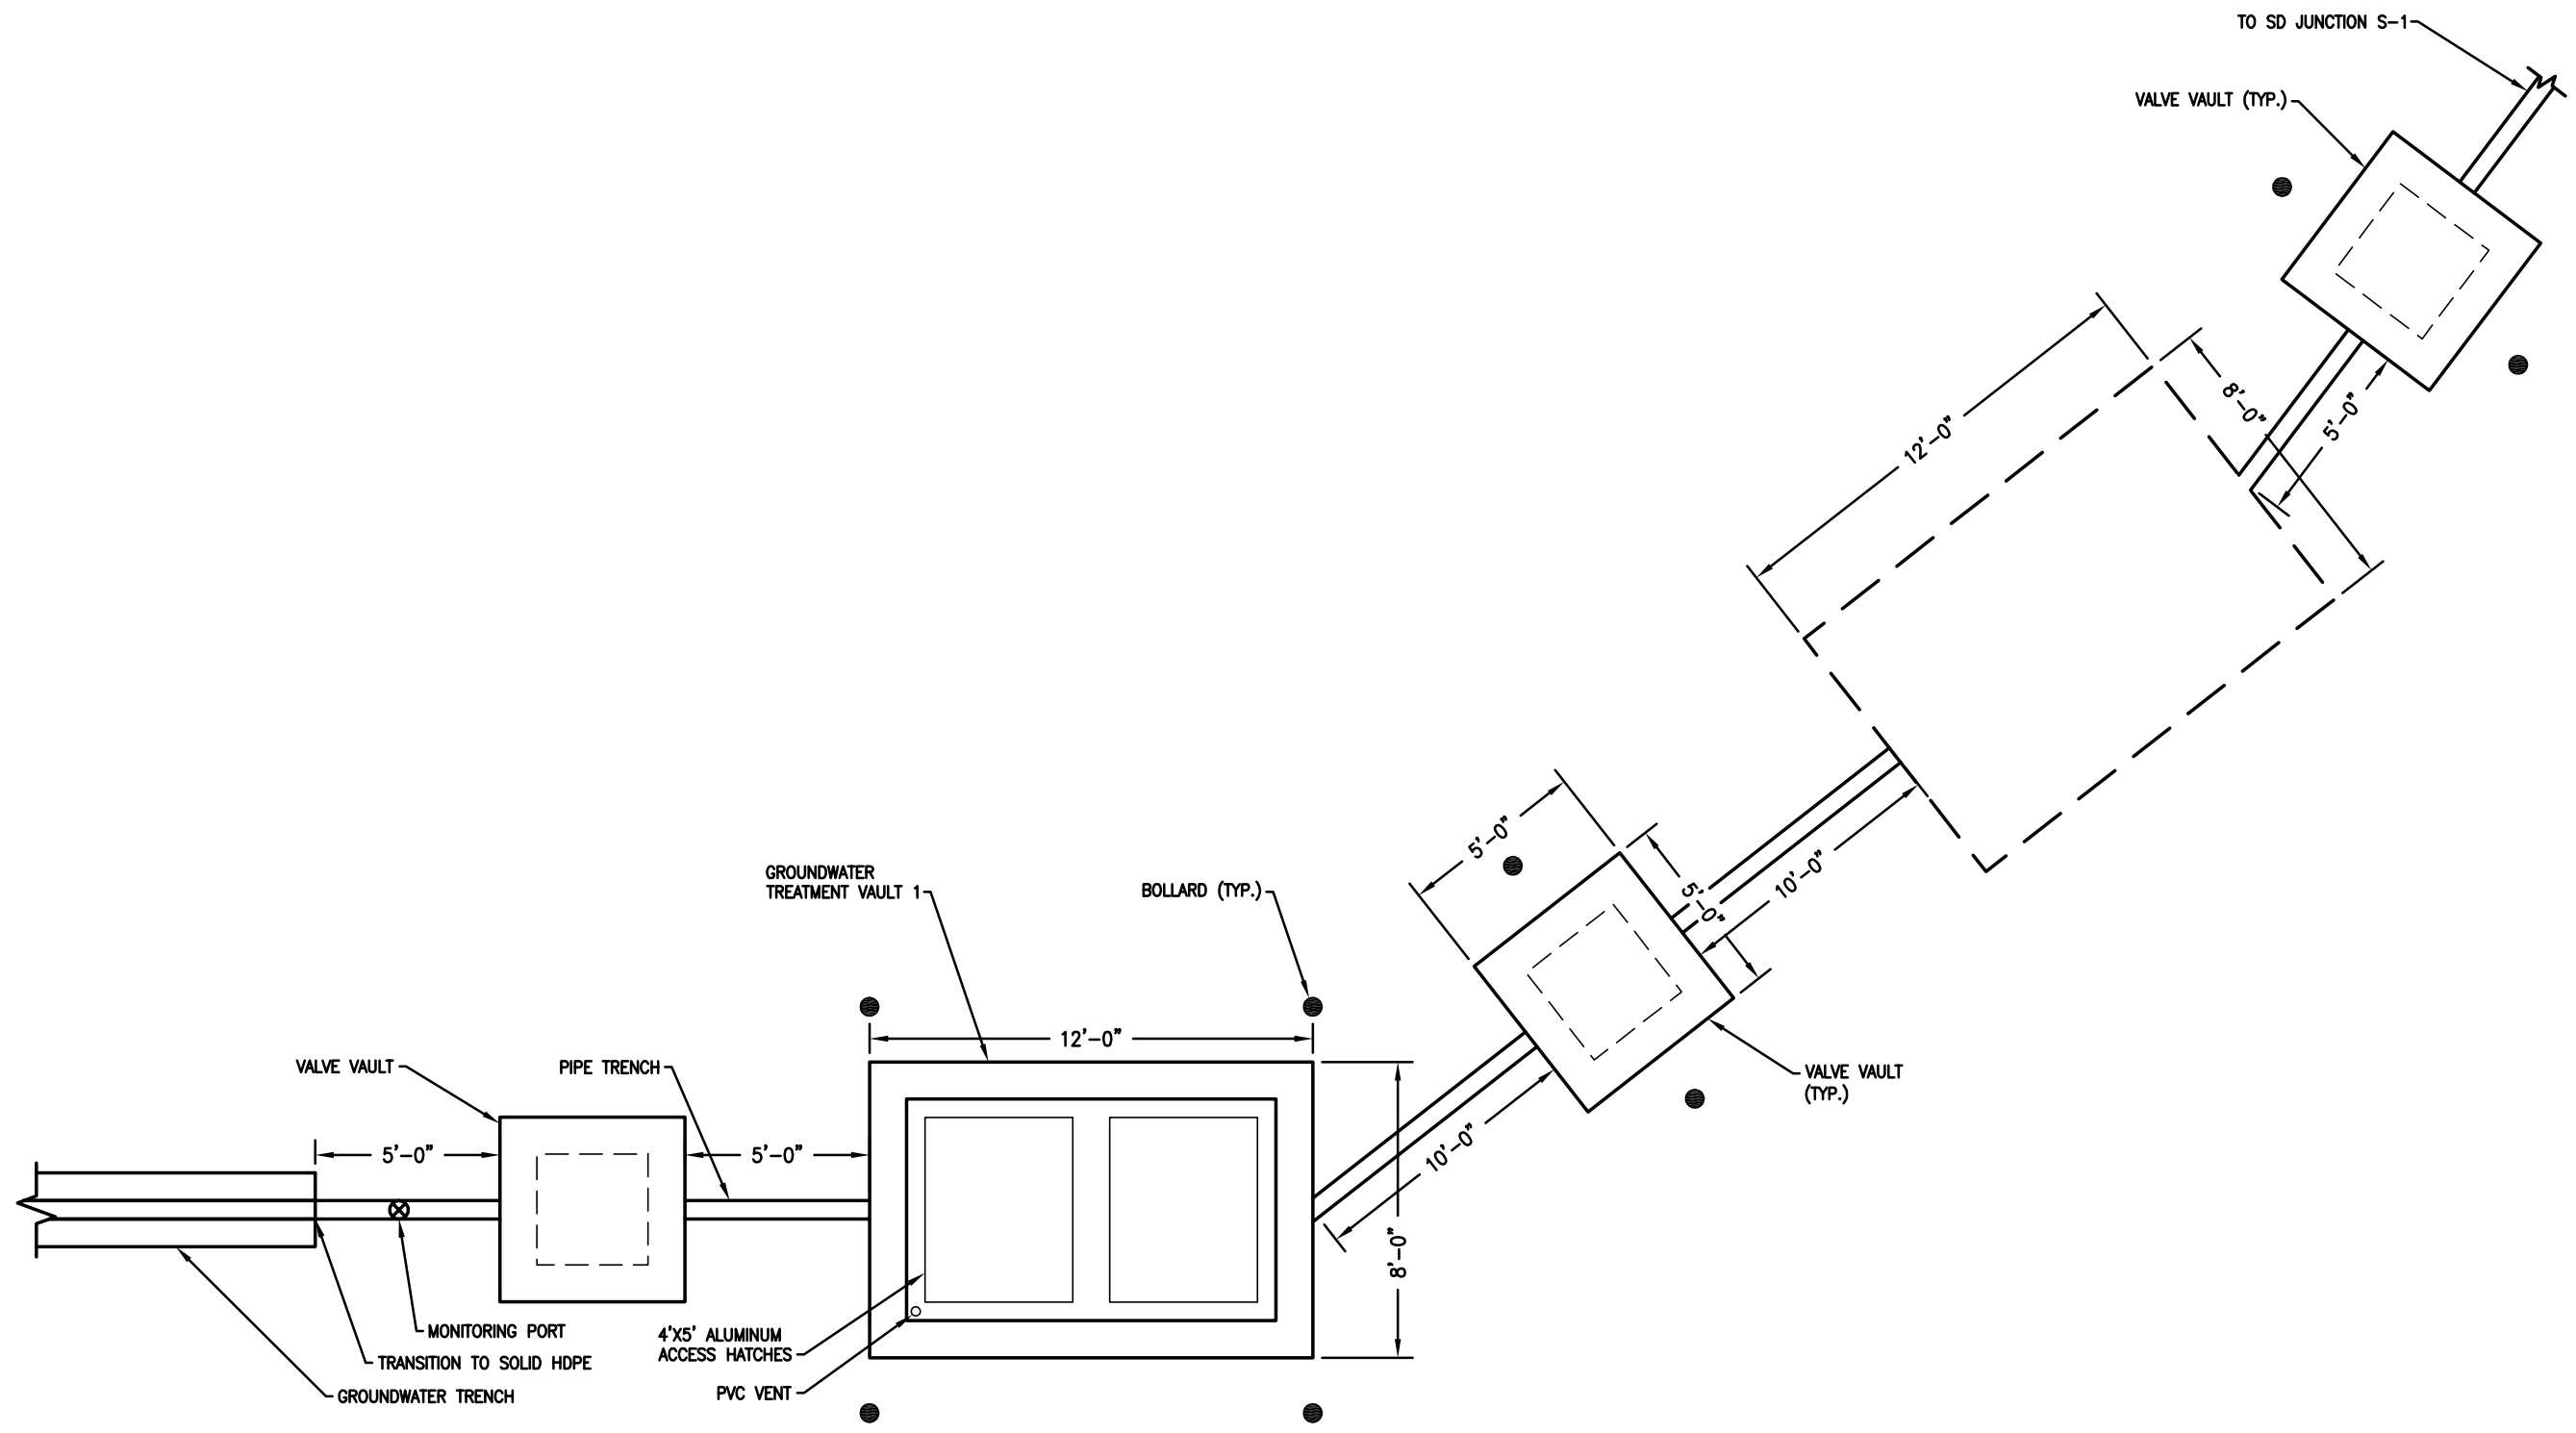 TO SD JUNCTION S-1
VALVE VAULT (TYP.)
12'-0"
8'-0"
5'-0"
5'-0"
5'-0"
10'-0"
GROUNDWATER
TREATMENT VAULT 1
BOLLARD (TYP.)
12'-0"
VALVE VAULT
PIPE TRENCH
VALVE VAULT
(TYP.)
5'-0"
5'-0"
10'-0"
8'-0"
MONITORING PORT
TRANSITION TO SOLID HDPE
GROUNDWATER TRENCH
4'X5' ALUMINUM
ACCESS HATCHES
PVC VENT